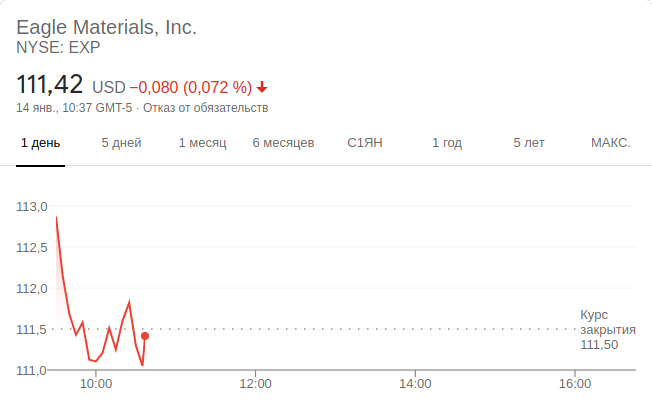 Eagle Materials, Inc.
NYSE: EXP
111,42 USD −0,080 (0,072 %)
14 янв., 10:37 GMT-5 · Отказ от обязательств
1 день 5 дней 1 месяц 6 месяцев С1ЯН 1 год 5 лет МАКС.
113,0
112,5
112,0
111,5
111,0
Курс
закрытия
111,50
10:00 12:00 14:00 16:00